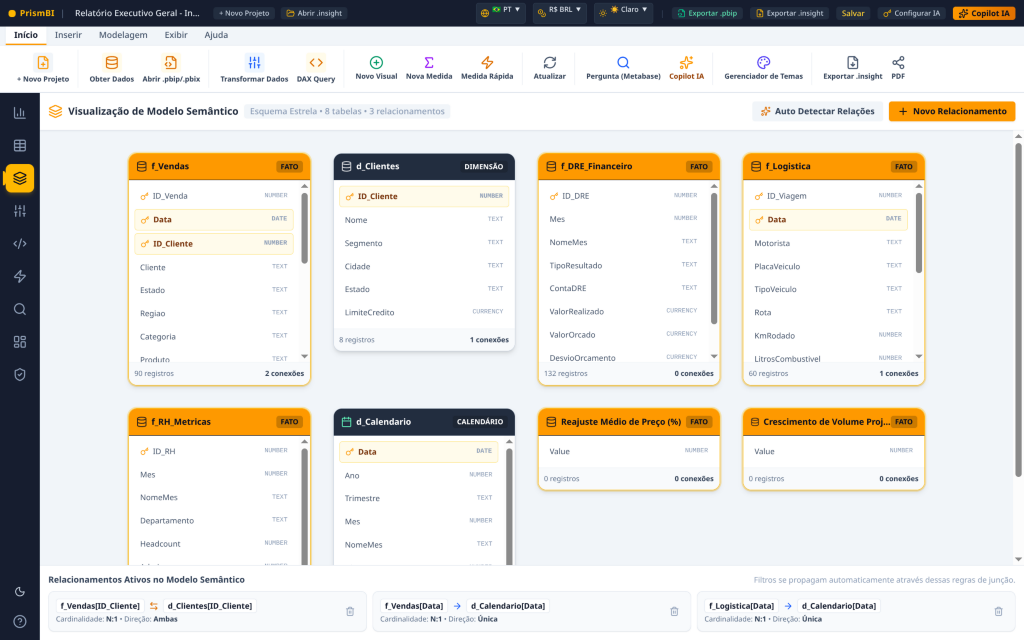 PrismBI | Relatório Executivo Geral - In... + Novo Projeto Abrir .insight PT ▼ R$ BRL ▼ Claro ▼ Exportar .pbip Exportar .insight Salvar Configurar IA Copilot IA
Início Inserir Modelagem Exibir Ajuda
+ Novo Projeto Obter Dados Abrir .pbip/.pbix Transformar Dados DAX Query Novo Visual Nova Medida Medida Rápida Atualizar Pergunta (Metabase) Copilot IA Gerenciador de Temas Exportar .insight PDF
Visualização de Modelo Semântico Esquema Estrela • 8 tabelas • 3 relacionamentos Auto Detectar Relações + Novo Relacionamento
f_Vendas FATO
ID_Venda NUMBER
Data DATE
ID_Cliente NUMBER
Cliente TEXT
Estado TEXT
Regiao TEXT
Categoria TEXT
Produto TEXT
90 registros 2 conexões
d_Clientes DIMENSÃO
ID_Cliente NUMBER
Nome TEXT
Segmento TEXT
Cidade TEXT
Estado TEXT
LimiteCredito CURRENCY
8 registros 1 conexões
f_DRE_Financeiro FATO
ID_DRE NUMBER
Mes NUMBER
NomeMes TEXT
TipoResultado TEXT
ContaDRE TEXT
ValorRealizado CURRENCY
ValorOrcado CURRENCY
DesvioOrcamento CURRENCY
132 registros 0 conexões
f_Logistica FATO
ID_Viagem NUMBER
Data DATE
Motorista TEXT
PlacaVeiculo TEXT
TipoVeiculo TEXT
Rota TEXT
KmRodado NUMBER
LitrosCombustivel NUMBER
60 registros 1 conexões
f_RH_Metricas FATO
ID_RH NUMBER
Mes NUMBER
NomeMes TEXT
Departamento TEXT
Headcount NUMBER
d_Calendario CALENDÁRIO
Data DATE
Ano NUMBER
Trimestre TEXT
Mes NUMBER
NomeMes TEXT
Reajuste Médio de Preço (%) FATO
Value NUMBER
0 registros 0 conexões
Crescimento de Volume Proj... FATO
Value NUMBER
0 registros 0 conexões
Relacionamentos Ativos no Modelo Semântico Filtros se propagam automaticamente através dessas regras de junção.
f_Vendas[ID_Cliente] ⇆ d_Clientes[ID_Cliente]
Cardinalidade: N:1 • Direção: Ambas
f_Vendas[Data] → d_Calendario[Data]
Cardinalidade: N:1 • Direção: Única
f_Logistica[Data] → d_Calendario[Data]
Cardinalidade: N:1 • Direção: Única